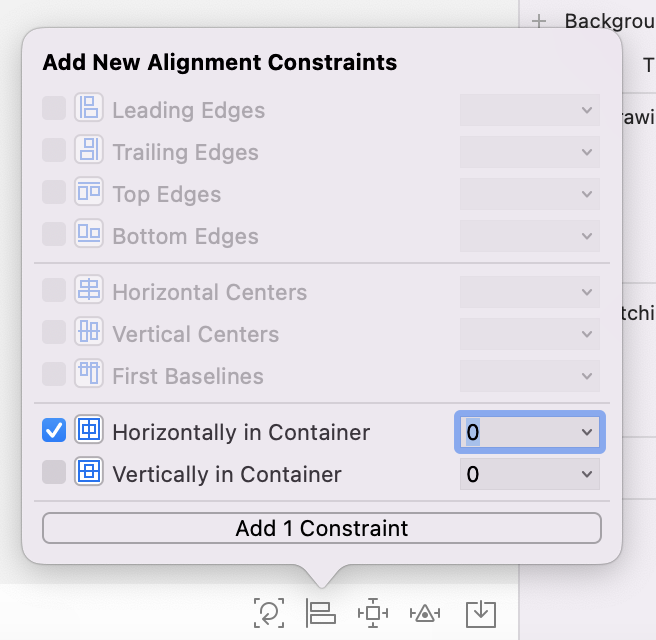 Backgrou
Add New Alignment Constraints
T
Leading Edges
rawi
Trailing Edges
Top Edges
Bottom Edges
Horizontal Centers
tchi
Vertical Centers
First Baselines
Horizontally in Container 0
Vertically in Container 0
Add 1 Constraint